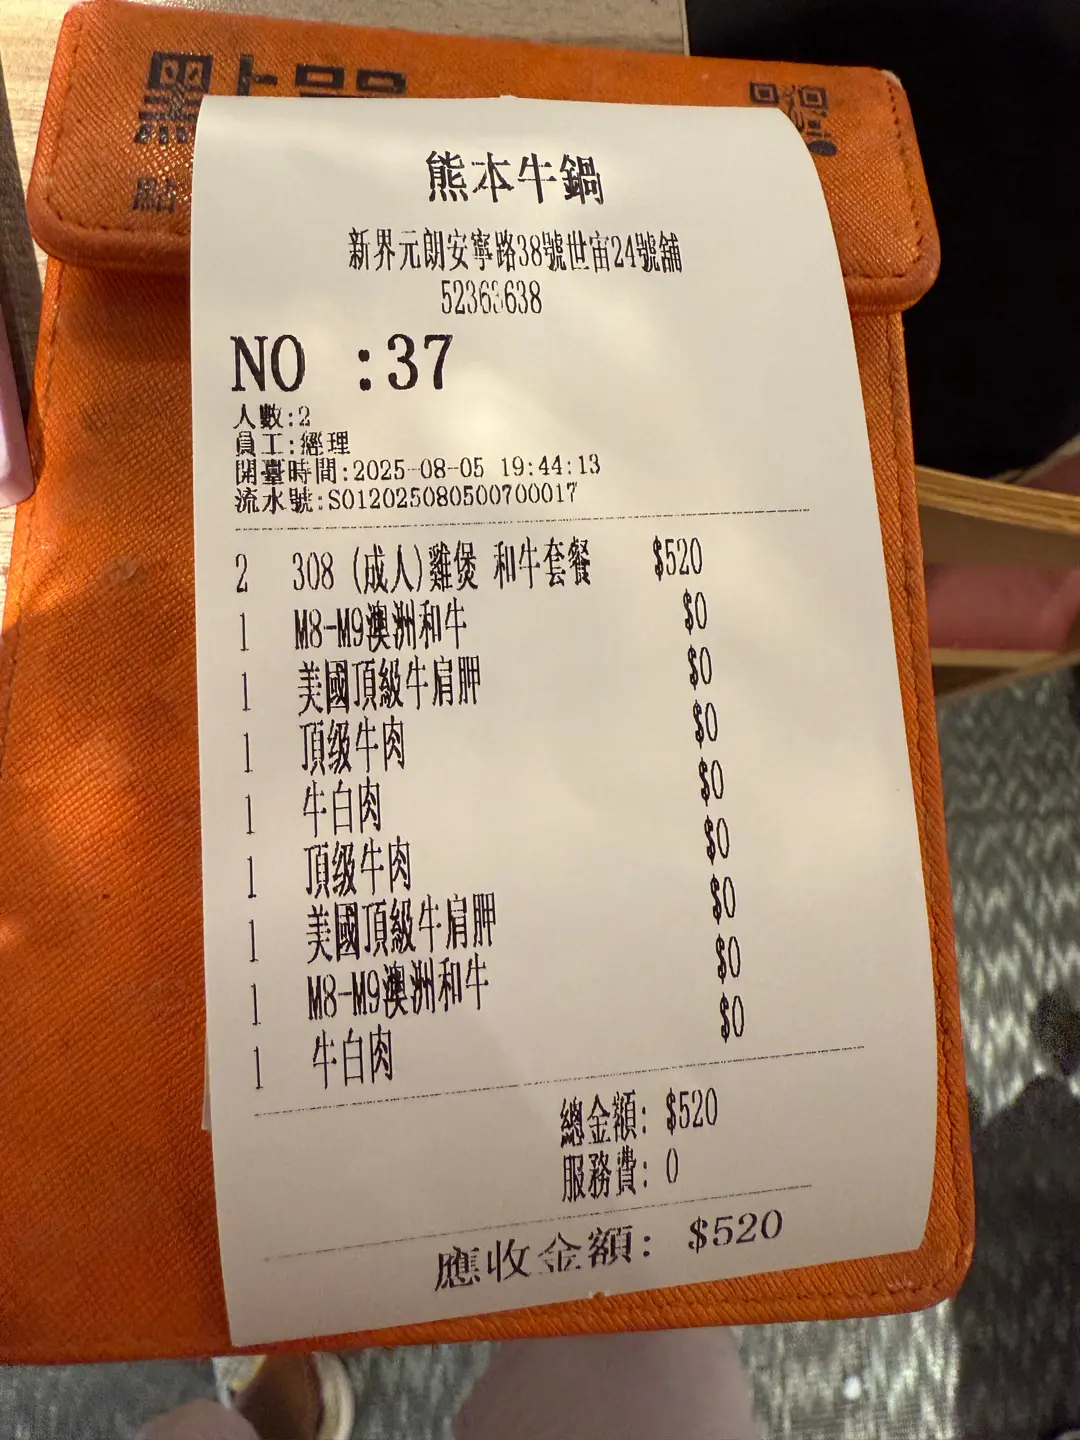 點
熊本牛鍋
新界元朗安寧路38號世宙24號舖
52363638
NO :37
人數:2
員工:經理
開臺時間:2025-08-05 19:44:13
流水號:S012025080500700017
2 308 (成人)雞煲 和牛套餐 $520
1 M8-M9澳洲和牛 $0
1 美國頂級牛肩胛 $0
1 頂级牛肉 $0
1 牛白肉 $0
1 頂级牛肉 $0
1 美國頂級牛肩胛 $0
1 M8-M9澳洲和牛 $0
1 牛白肉 $0
總金額: $520
服務費: 0
應收金額: $520